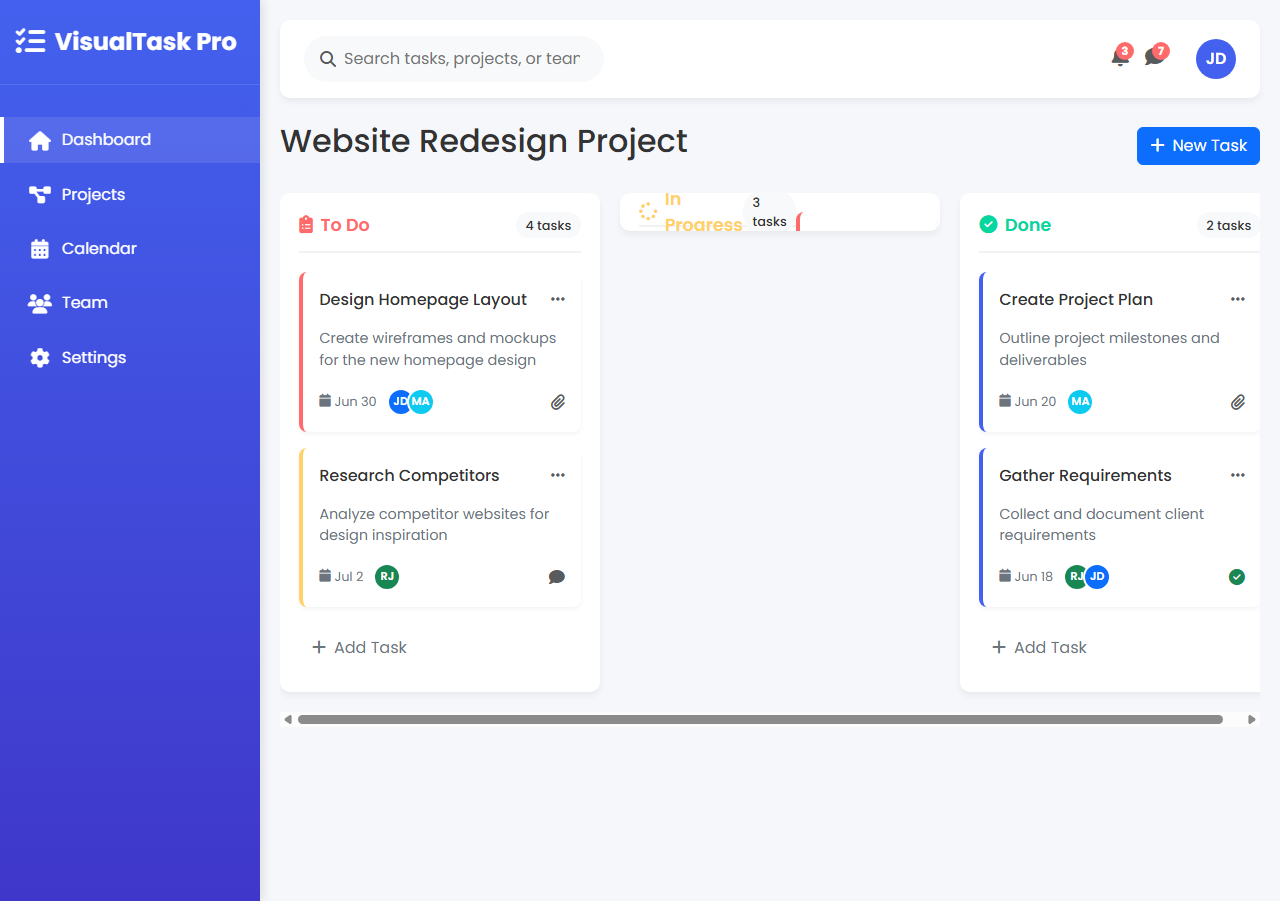 VisualTask Pro
Dashboard
Projects
Calendar
Team
Settings
Search tasks, projects, or tear
3
7
JD
Website Redesign Project
New Task
To Do
4 tasks
Design Homepage Layout
Create wireframes and mockups
for the new homepage design
Jun 30
JD
MA
Research Competitors
Analyze competitor websites for
design inspiration
Jul 2
RJ
Add Task
In
Progress
3
tasks
Done
2 tasks
Create Project Plan
Outline project milestones and
deliverables
Jun 20
MA
Gather Requirements
Collect and document client
requirements
Jun 18
RJ
JD
Add Task